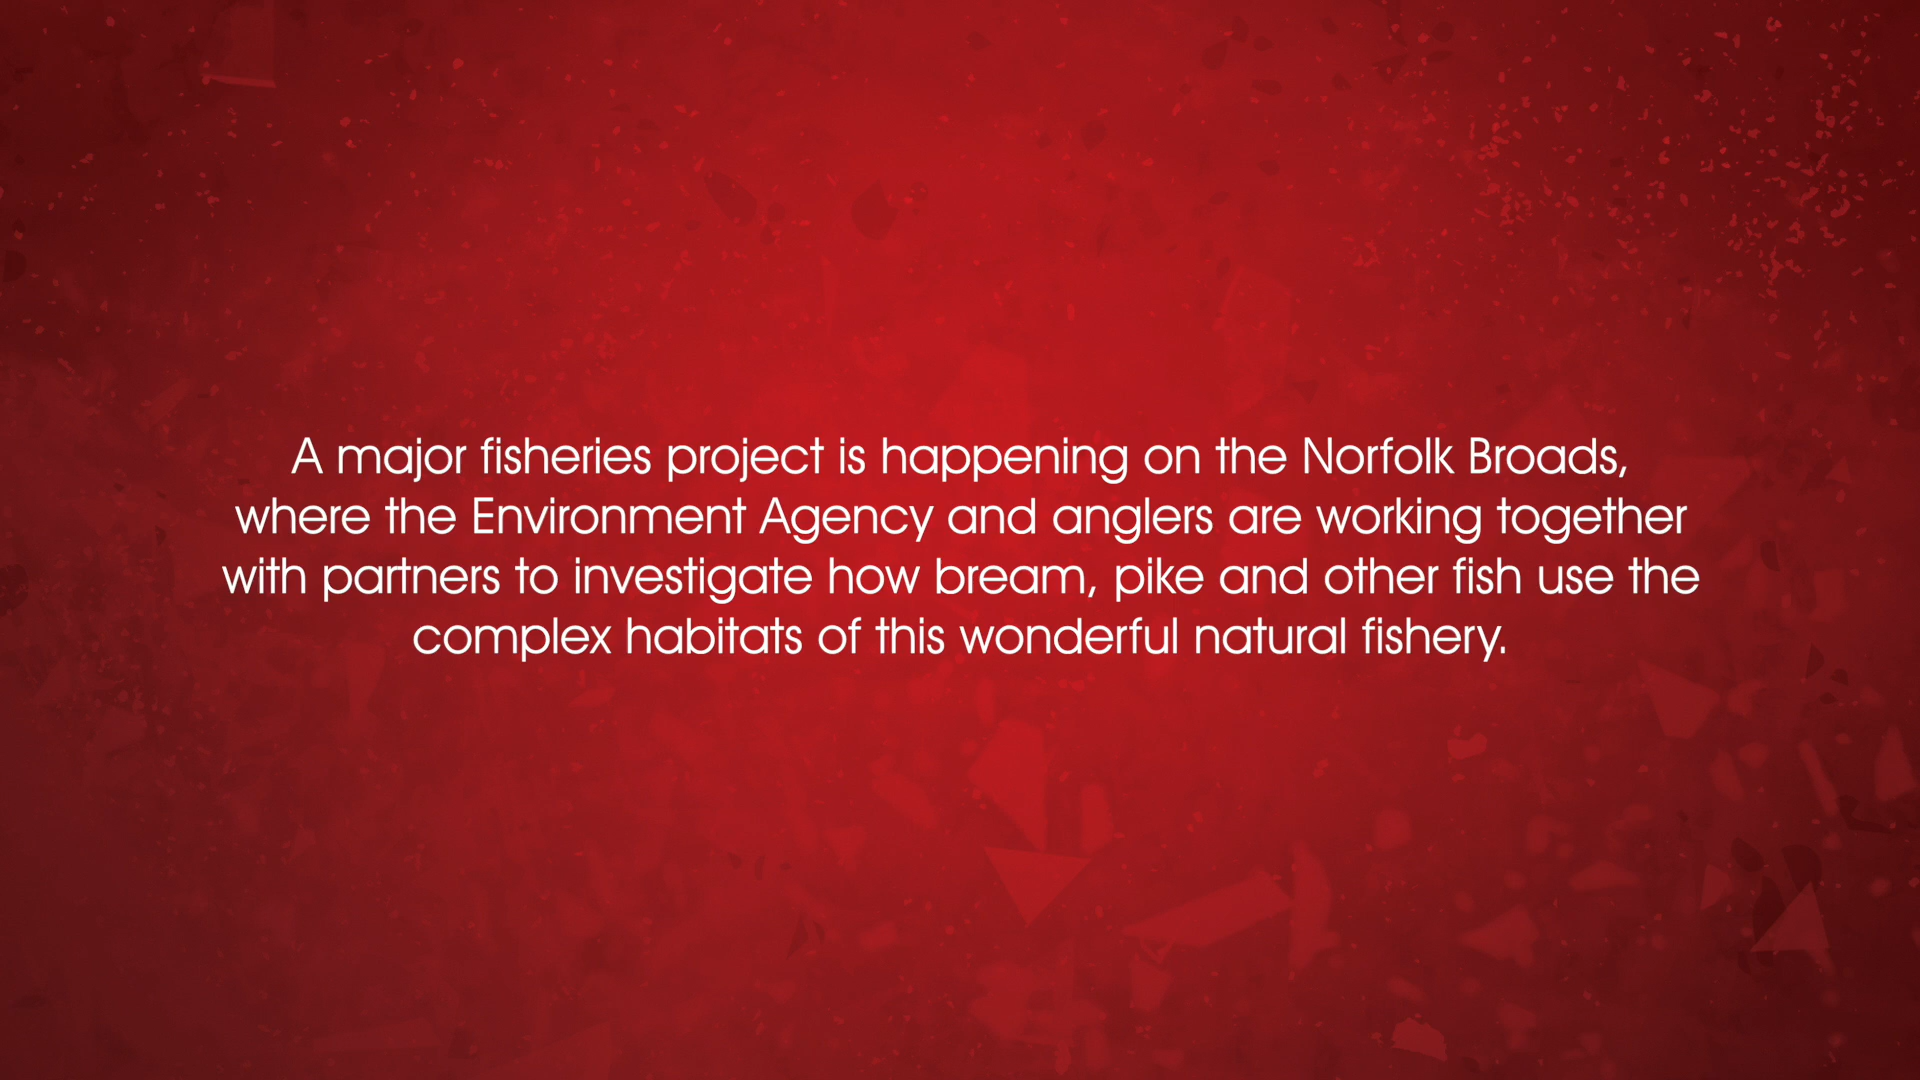 A major fisheries project is happening on the Norfolk Broads,
where the Environment Agency and anglers are working together
with partners to investigate how bream, pike and other fish use the
complex habitats of this wonderful natural fishery.